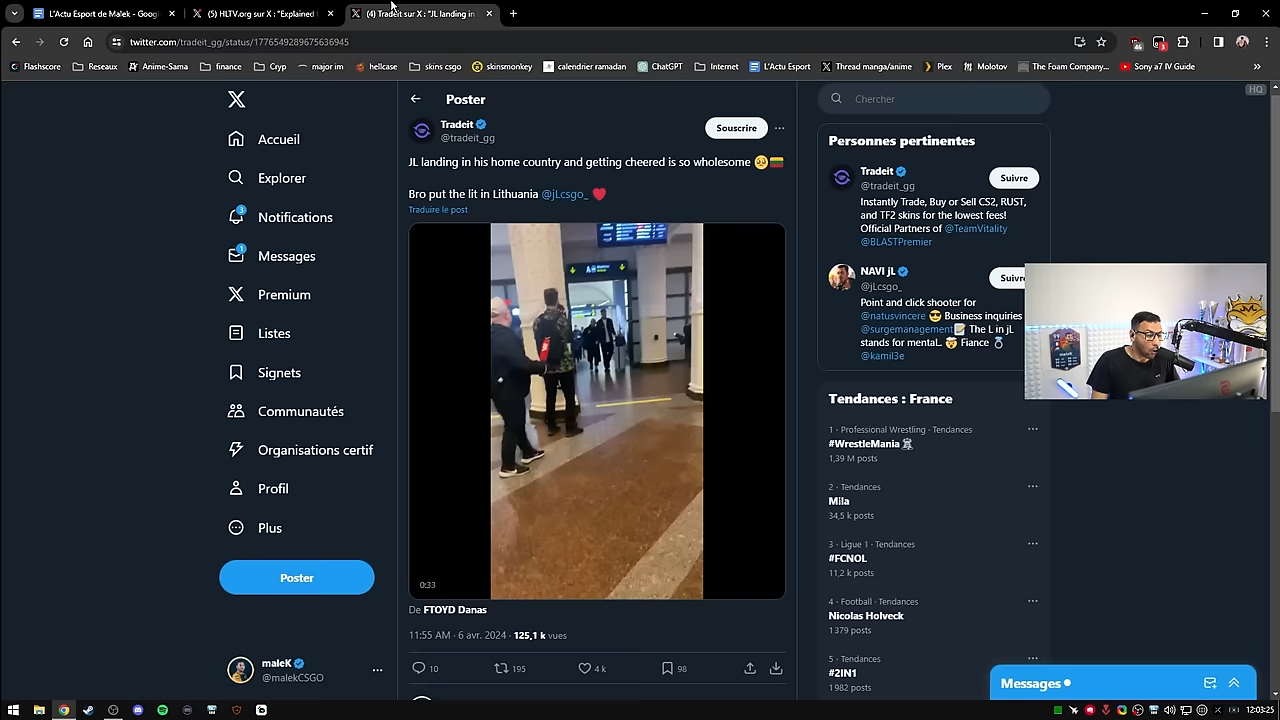 L'Actu Esport de Malek - Googl
(5) HLTV.org sur X : "Explained
(4) Tradeit sur X : "JL landing in
twitter.com/tradeit_gg/status/1776549289675636945
46
3
Flashscore
Reseaux
Anime-Sama
finance
Cryp
major im
hellcase
skins csgo
skinsmonkey
calendrier ramadan
ChatGPT
Internet
L'Actu Esport
Thread manga/anime
Plex
Molotov
The Foam Company...
Sony a7 IV Guide
»
HQ
Accueil
Explorer
3
Notifications
1
Messages
Premium
Listes
Signets
Communautés
Organisations certif
Profil
Plus
Poster
maleK
@malekCSGO
Poster
Tradeit
@tradeit_gg
Souscrire
JL landing in his home country and getting cheered is so wholesome 🥺🇱🇹
Bro put the lit in Lithuania @jLcsgo_ ❤️
Traduire le post
0:33
De FTOYD Danas
11:55 AM · 6 avr. 2024 · 125,1 k vues
10
195
4 k
98
Chercher
Personnes pertinentes
Tradeit
@tradeit_gg
Suivre
Instantly Trade, Buy or Sell CS2, RUST,
and TF2 skins for the lowest fees!
Official Partners of @TeamVitality
@BLASTPremier
NAVI jL
@jLcsgo_
Suivre
Point and click shooter for
@natusvincere 😎 Business inquiries
@surgemanagement📝 The L in jL
stands for mentaL. 🤯 Fiance 💍
@kamil3e
Tendances : France
1 · Professional Wrestling · Tendances
#WrestleMania
1,39 M posts
2 · Tendances
Mila
34,5 k posts
3 · Ligue 1 · Tendances
#FCNOL
11,2 k posts
4 · Football · Tendances
Nicolas Holveck
1 379 posts
5 · Tendances
#2IN1
1 982 posts
Messages
12:03:25